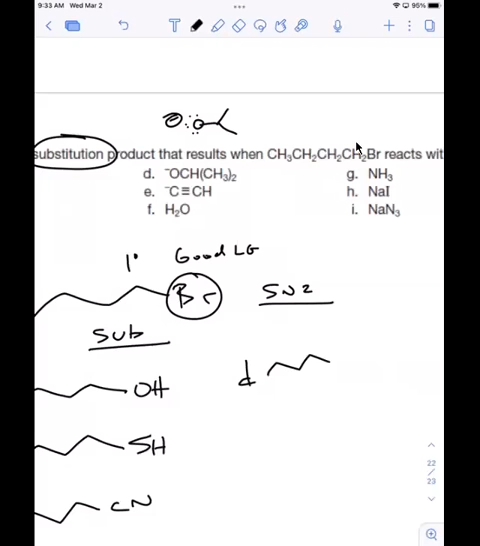 9:33 AM Wed Mar 2
95%
substitution product that results when CH₃CH₂CH₂CH₂Br reacts wit
d. ⁻OCH(CH₃)₂
g. NH₃
e. ⁻C≡CH
h. NaI
f. H₂O
i. NaN₃
1° Good LG
Br SN2
Sub
d
OH
SH
CN
22
/
23